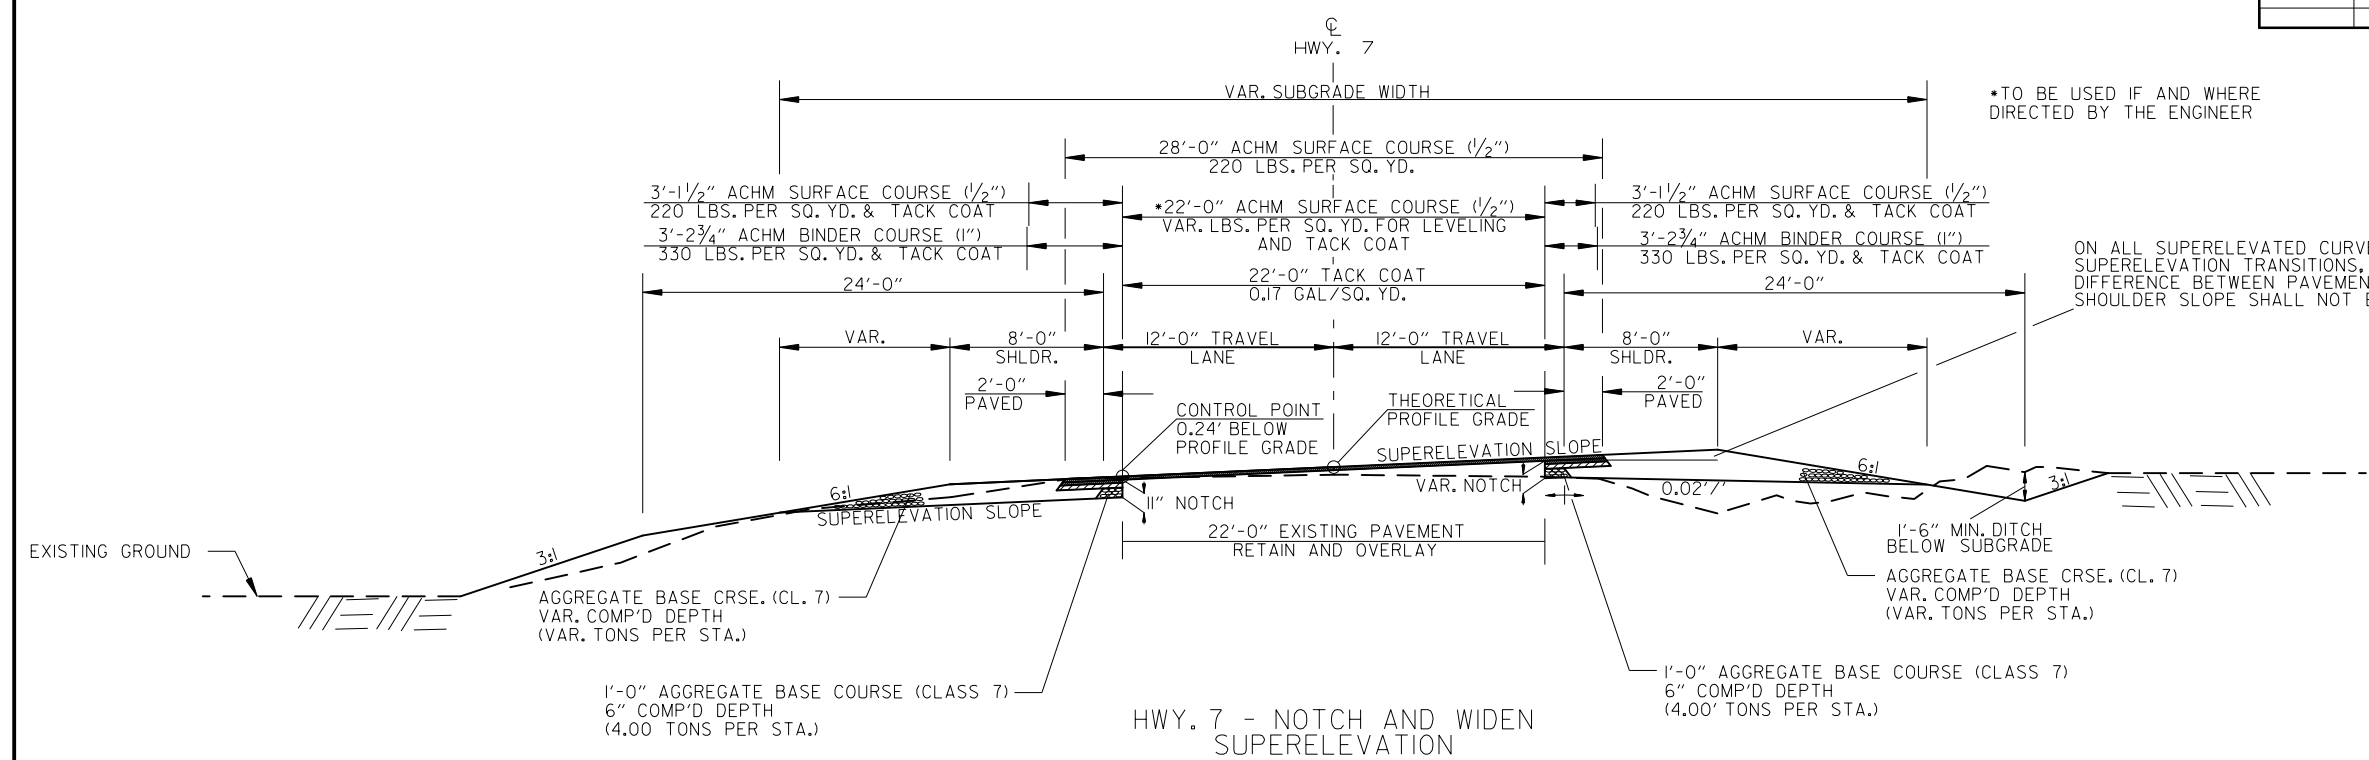 ℄
HWY. 7
VAR. SUBGRADE WIDTH
*TO BE USED IF AND WHERE
DIRECTED BY THE ENGINEER
28'-0" ACHM SURFACE COURSE (1/2")
220 LBS. PER SQ. YD.
3'-1 1/2" ACHM SURFACE COURSE (1/2")
220 LBS. PER SQ. YD. & TACK COAT
3'-2 3/4" ACHM BINDER COURSE (1")
330 LBS. PER SQ. YD. & TACK COAT
*22'-0" ACHM SURFACE COURSE (1/2")
VAR. LBS. PER SQ. YD. FOR LEVELING
AND TACK COAT
3'-1 1/2" ACHM SURFACE COURSE (1/2")
220 LBS. PER SQ. YD. & TACK COAT
3'-2 3/4" ACHM BINDER COURSE (1")
330 LBS. PER SQ. YD. & TACK COAT
ON ALL SUPERELEVATED CURVE
SUPERELEVATION TRANSITIONS,
DIFFERENCE BETWEEN PAVEMEN
SHOULDER SLOPE SHALL NOT E
24'-0"
22'-0" TACK COAT
0.17 GAL/SQ. YD.
24'-0"
VAR.
8'-0"
SHLDR.
12'-0" TRAVEL
LANE
12'-0" TRAVEL
LANE
8'-0"
SHLDR.
VAR.
2'-0"
PAVED
CONTROL POINT
0.24' BELOW
PROFILE GRADE
THEORETICAL
PROFILE GRADE
2'-0"
PAVED
SUPERELEVATION SLOPE
6:1
SUPERELEVATION SLOPE
11" NOTCH
VAR. NOTCH
0.02'/'
6:1
3:1
22'-0" EXISTING PAVEMENT
RETAIN AND OVERLAY
1'-6" MIN. DITCH
BELOW SUBGRADE
EXISTING GROUND
3:1
AGGREGATE BASE CRSE. (CL. 7)
VAR. COMP'D DEPTH
(VAR. TONS PER STA.)
AGGREGATE BASE CRSE. (CL. 7)
VAR. COMP'D DEPTH
(VAR. TONS PER STA.)
1'-0" AGGREGATE BASE COURSE (CLASS 7)
6" COMP'D DEPTH
(4.00 TONS PER STA.)
1'-0" AGGREGATE BASE COURSE (CLASS 7)
6" COMP'D DEPTH
(4.00' TONS PER STA.)
HWY. 7 - NOTCH AND WIDEN
SUPERELEVATION